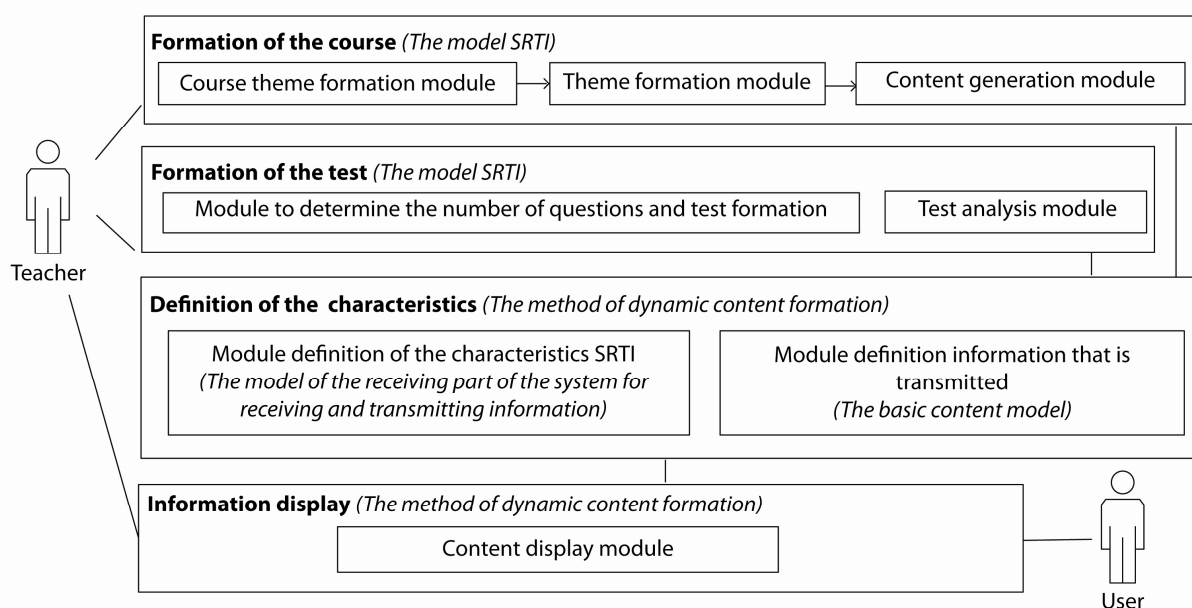 Formation of the course (The model SRTI)
Course theme formation module
Theme formation module
Content generation module
Formation of the test (The model SRTI)
Module to determine the number of questions and test formation
Test analysis module
Teacher
Definition of the characteristics (The method of dynamic content formation)
Module definition of the characteristics SRTI
(The model of the receiving part of the system for
receiving and transmitting information)
Module definition information that is
transmitted
(The basic content model)
Information display (The method of dynamic content formation)
Content display module
User